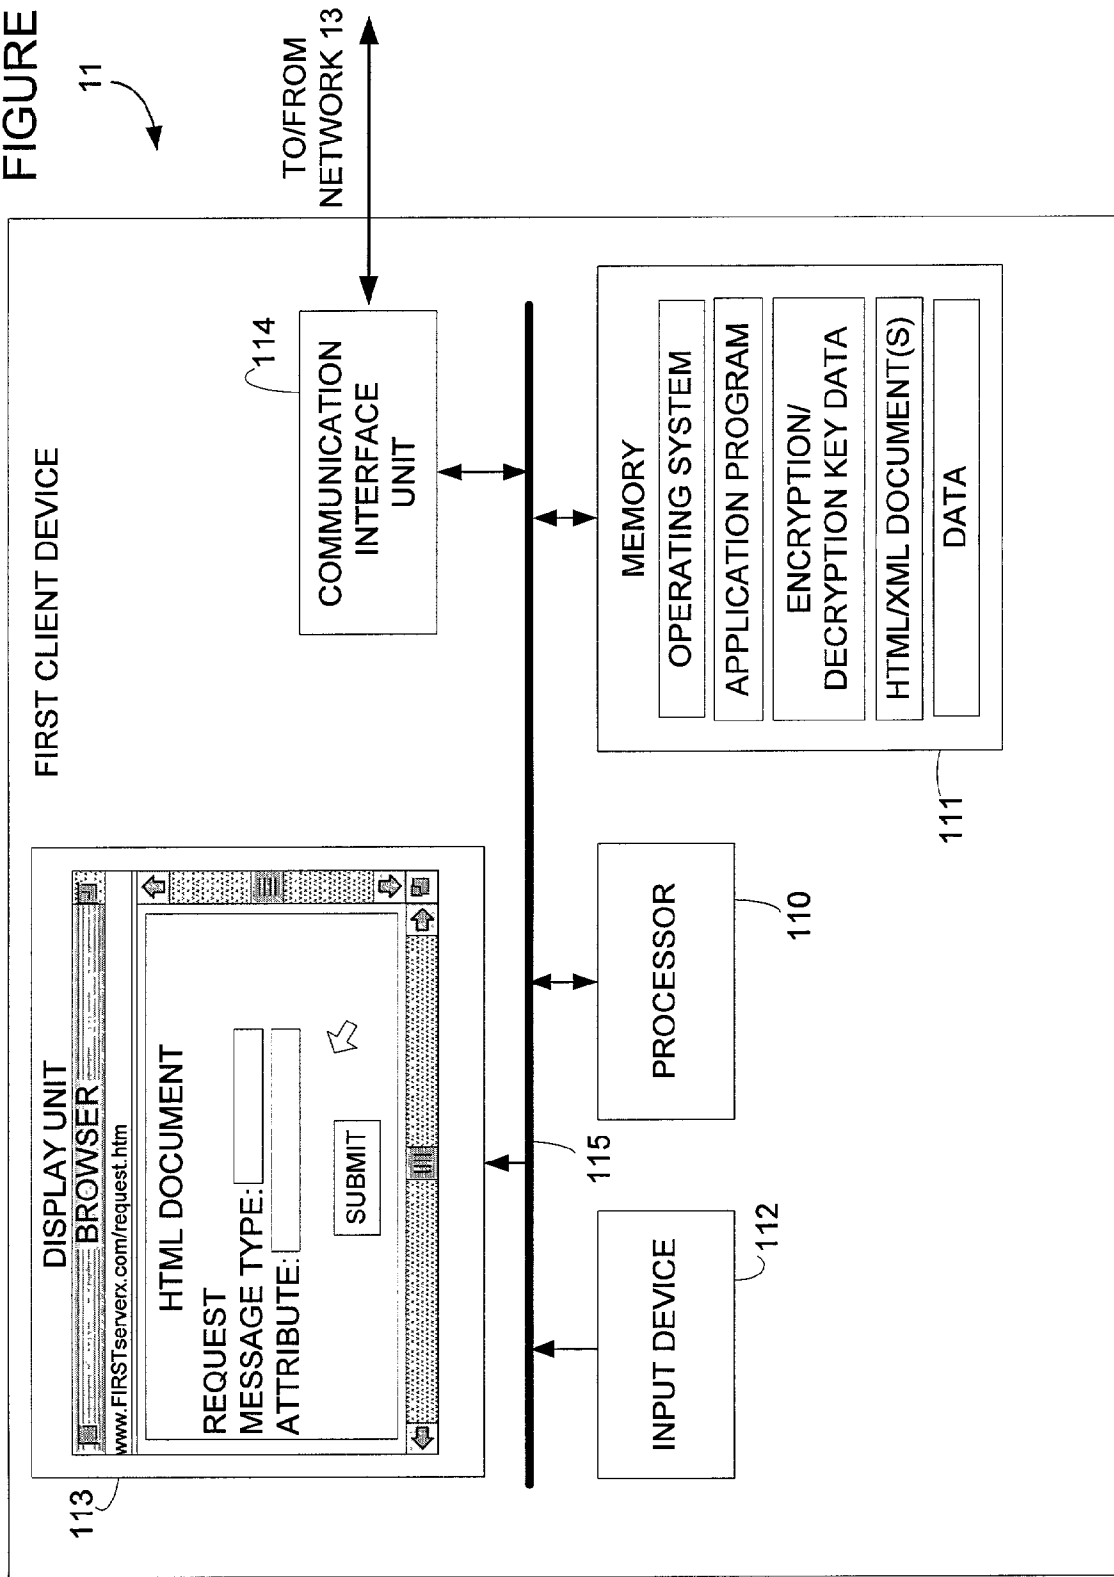 FIGURE
11
FIRST CLIENT DEVICE
TO/FROM
NETWORK 13
113
DISPLAY UNIT
BROWSER
www.FIRSTserverx.com/request.htm
HTML DOCUMENT
REQUEST
MESSAGE TYPE:
ATTRIBUTE:
SUBMIT
114
COMMUNICATION
INTERFACE
UNIT
115
INPUT DEVICE
112
PROCESSOR
110
MEMORY
OPERATING SYSTEM
APPLICATION PROGRAM
ENCRYPTION/
DECRYPTION KEY DATA
HTML/XML DOCUMENT(S)
DATA
111